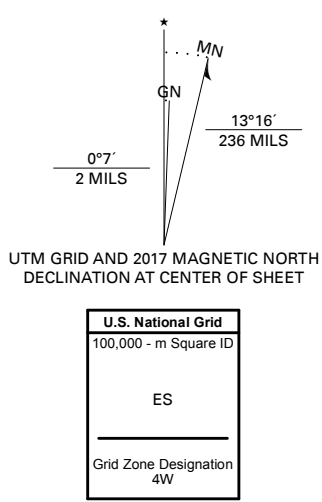 ★
MN
GN
13°16´
236 MILS
0°7´
2 MILS
UTM GRID AND 2017 MAGNETIC NORTH
DECLINATION AT CENTER OF SHEET
U.S. National Grid
100,000 - m Square ID
ES
Grid Zone Designation
4W